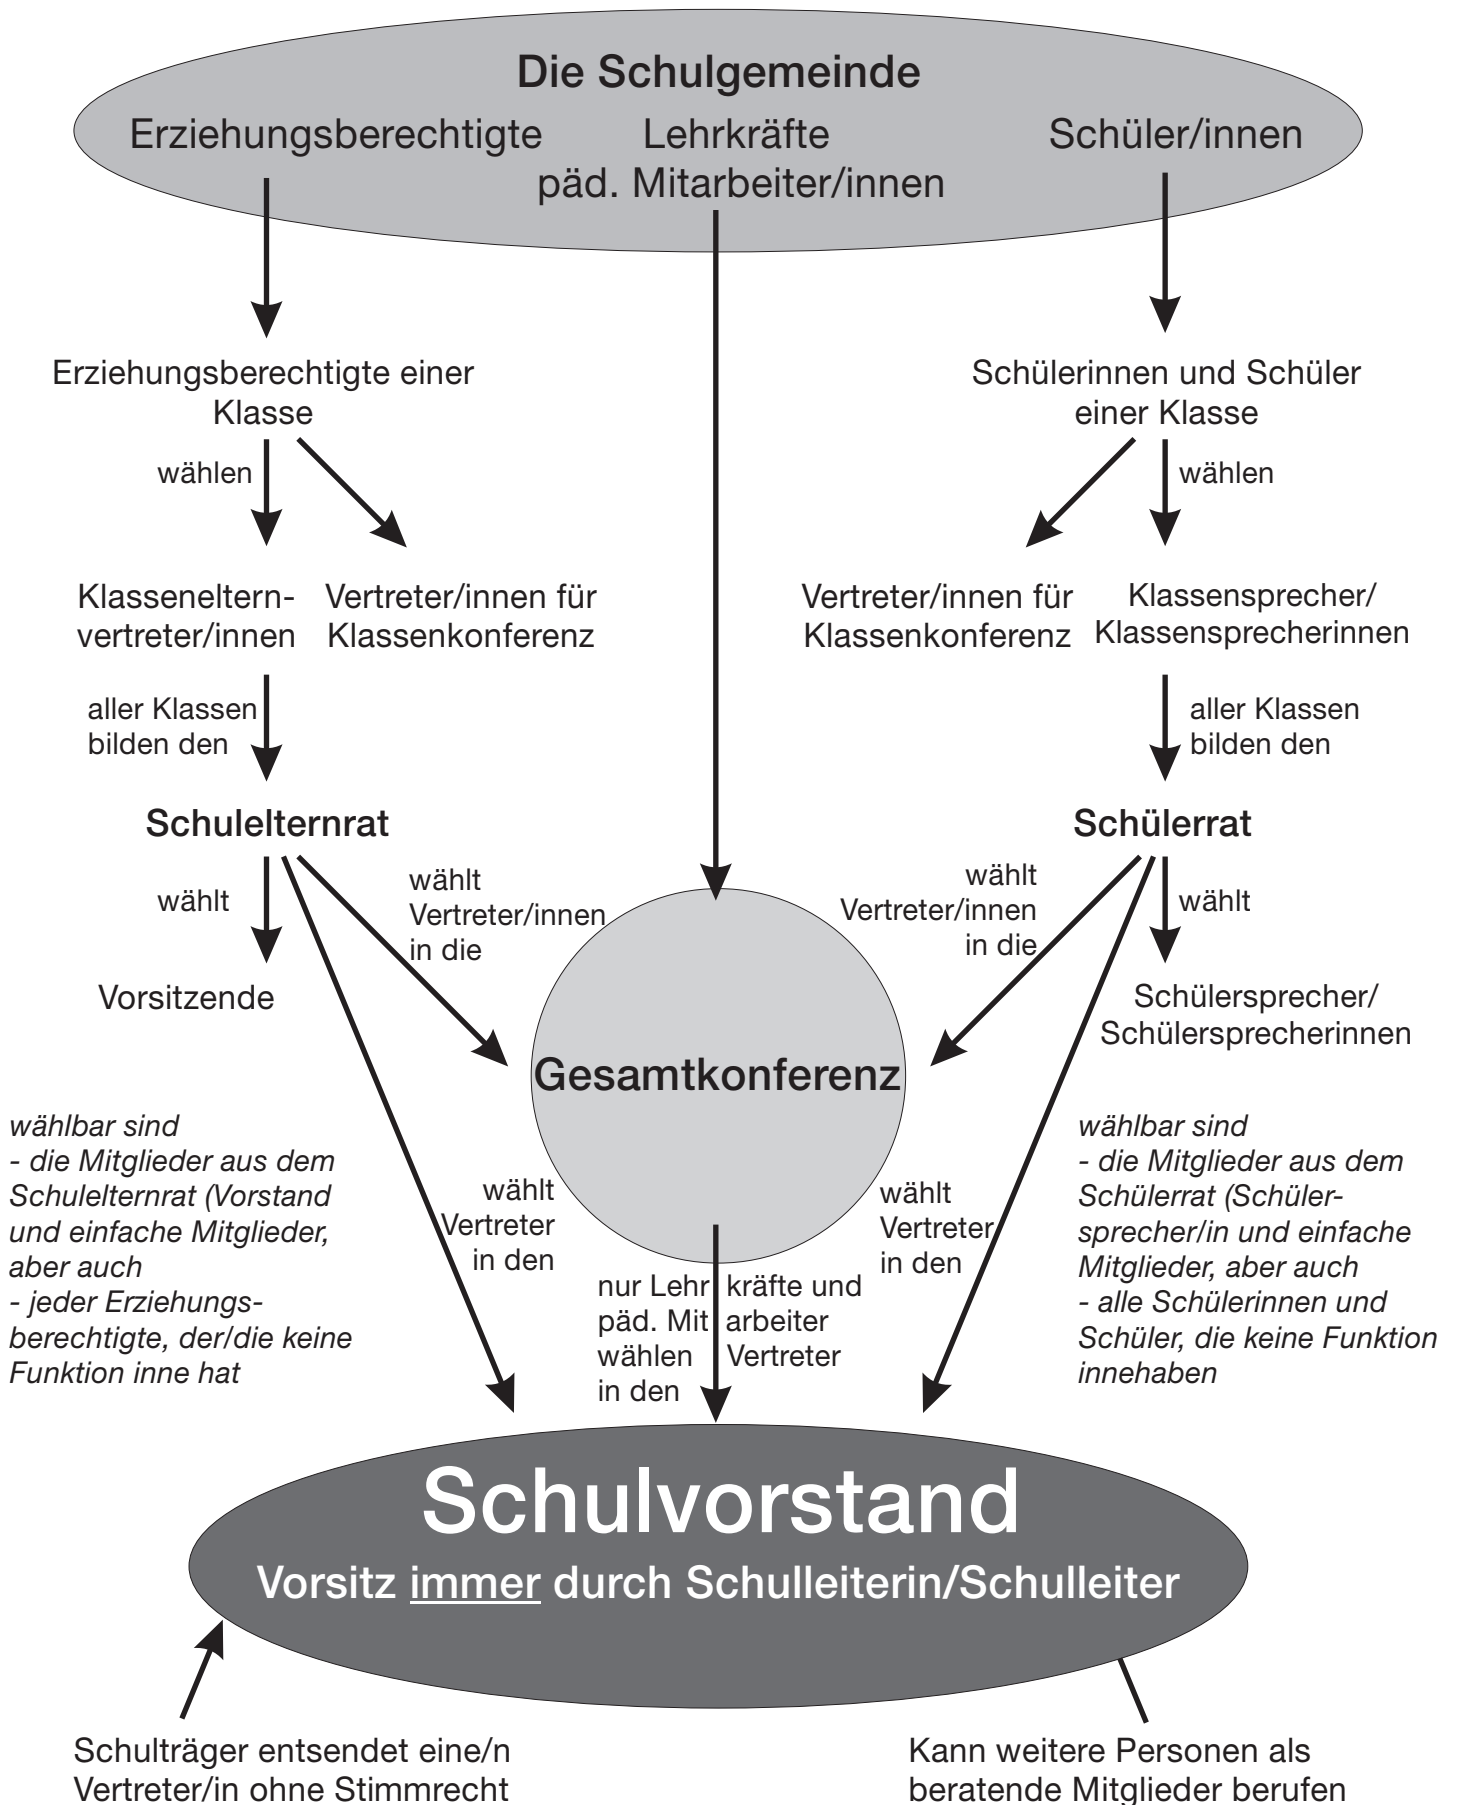 Die Schulgemeinde
Erziehungsberechtigte
Lehrkräfte
päd. Mitarbeiter/innen
Schüler/innen
Erziehungsberechtigte einer
Klasse
Schülerinnen und Schüler
einer Klasse
wählen
wählen
Klasseneltern-
vertreter/innen
Vertreter/innen für
Klassenkonferenz
Vertreter/innen für
Klassenkonferenz
Klassensprecher/
Klassensprecherinnen
aller Klassen
bilden den
aller Klassen
bilden den
Schulelternrat
Schülerrat
wählt
wählt
Vertreter/innen
in die
wählt
Vertreter/innen
in die
wählt
Vorsitzende
Schülersprecher/
Schülersprecherinnen
Gesamtkonferenz
wählbar sind
- die Mitglieder aus dem
Schulelternrat (Vorstand
und einfache Mitglieder,
aber auch
- jeder Erziehungs-
berechtigte, der/die keine
Funktion inne hat
wählt
Vertreter
in den
nur Lehrkräfte und
päd. Mitarbeiter
wählen Vertreter
in den
wählt
Vertreter
in den
wählbar sind
- die Mitglieder aus dem
Schülerrat (Schüler-
sprecher/in und einfache
Mitglieder, aber auch
- alle Schülerinnen und
Schüler, die keine Funktion
innehaben
Schulvorstand
Vorsitz immer durch Schulleiterin/Schulleiter
Schulträger entsendet eine/n
Vertreter/in ohne Stimmrecht
Kann weitere Personen als
beratende Mitglieder berufen